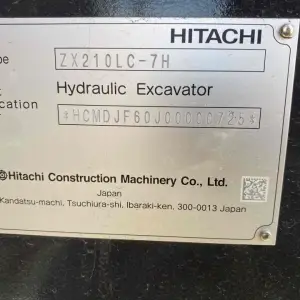 HITACHI
pe ZX210LC-7H
Hydraulic Excavator
cation *HCMDJF60J00000725*
®Hitachi Construction Machinery Co., Ltd.
Japan
Kandatsu-machi, Tsuchiura-shi, Ibaraki-ken. 300-0013 Japan